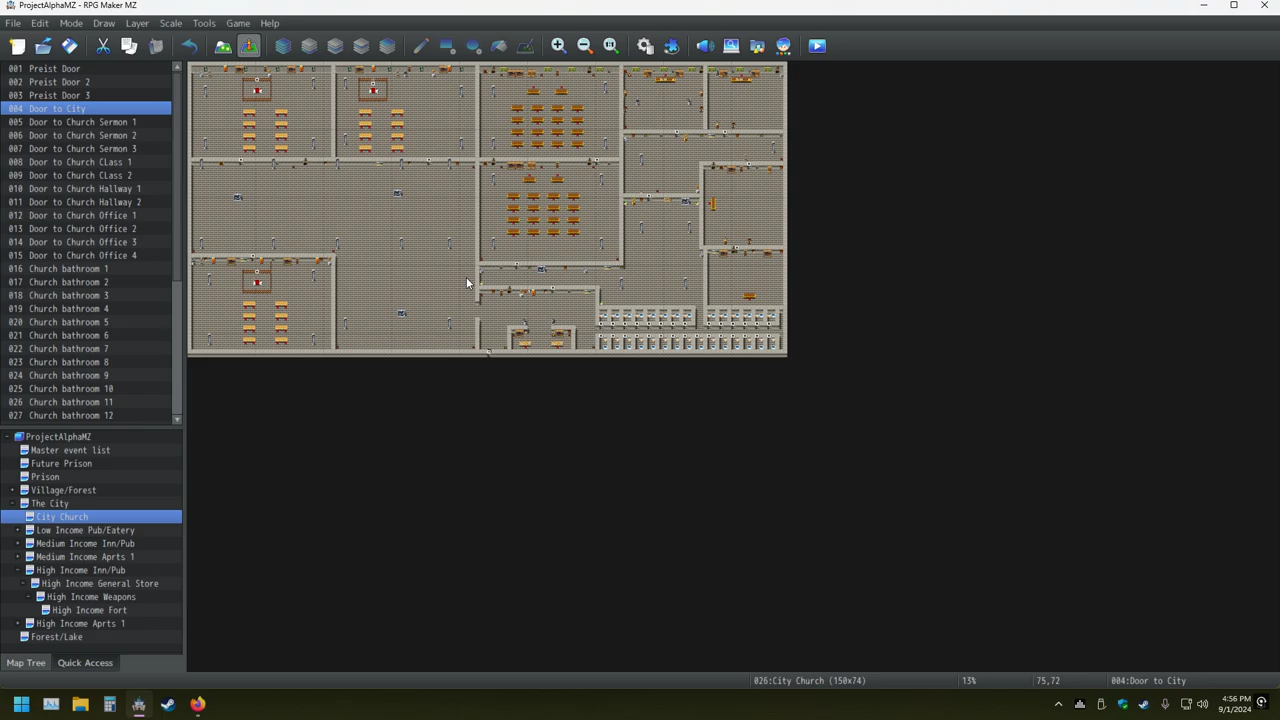 ProjectAlphaMZ - RPG Maker MZ
File Edit Mode Draw Layer Scale Tools Game Help
001 Preist Door
002 Preist Door 2
003 Preist Door 3
004 Door to City
005 Door to Church Sermon 1
006 Door to Church Sermon 2
007 Door to Church Sermon 3
008 Door to Church CLass 1
009 Door to Church CLass 2
010 Door to Church Hallway 1
011 Door to Church Hallway 2
012 Door to Church Office 1
013 Door to Church Office 2
014 Door to Church Office 3
015 Door to Church Office 4
016 Church bathroom 1
017 Church bathroom 2
018 Church bathroom 3
019 Church bathroom 4
020 Church bathroom 5
021 Church bathroom 6
022 Church bathroom 7
023 Church bathroom 8
024 Church bathroom 9
025 Church bathroom 10
026 Church bathroom 11
027 Church bathroom 12
ProjectAlphaMZ
Master event list
Future Prison
Prison
Village/Forest
The City
City Church
Low Income Pub/Eatery
Medium Income Inn/Pub
Medium Income Aprts 1
High Income Inn/Pub
High Income General Store
High Income Weapons
High Income Fort
High Income Aprts 1
Forest/Lake
Map Tree Quick Access
026:City Church (150x74) 13% 75,72 004:Door to City
4:56 PM
9/1/2024